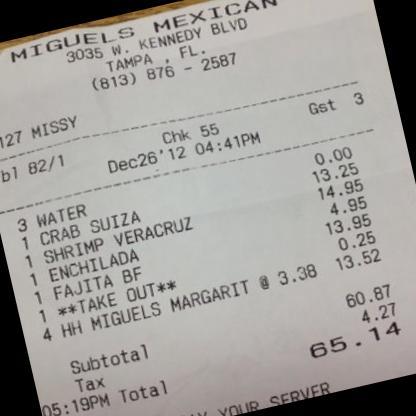 MIGUELS MEXICAN
3035 W. KENNEDY BLVD
TAMPA , FL.
(813) 876 - 2587
127 MISSY
bl 82/1 Chk 55 Gst 3
Dec26'12 04:41PM
3 WATER 0.00
1 CRAB SUIZA 13.25
1 SHRIMP VERACRUZ 14.95
1 ENCHILADA 4.95
1 FAJITA BF 13.95
1 **TAKE OUT** 0.25
4 HH MIGUELS MARGARIT @ 3.38 13.52
Subtotal 60.87
Tax 4.27
05:19PM Total 65.14
YOUR SERVER